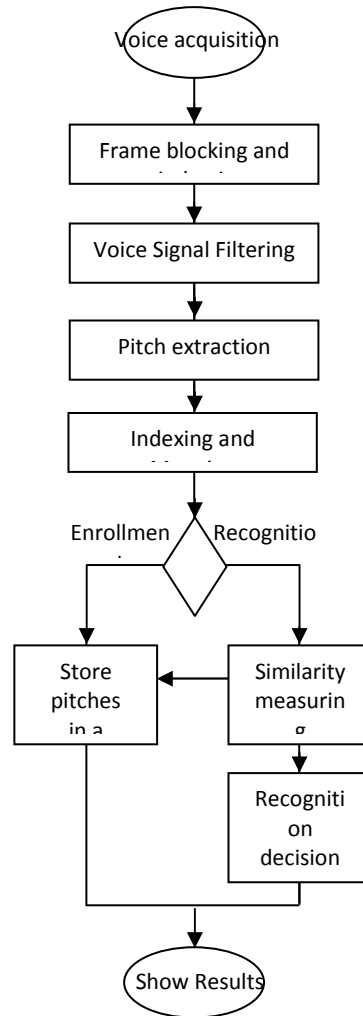 Voice acquisition
Frame blocking and
Voice Signal Filtering
Pitch extraction
Indexing and
Enrollmen
Recognitio
Store
pitches
in a
Similarity
measurin
g
Recogniti
on
decision
Show Results